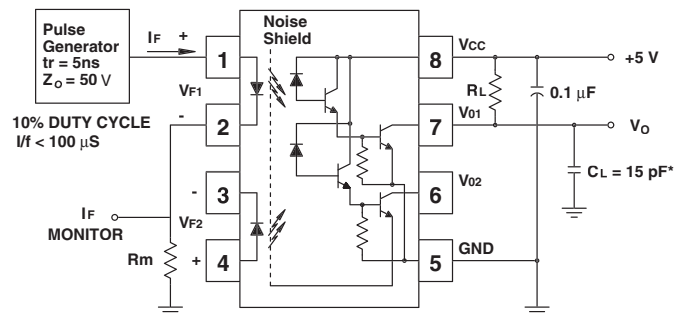 Pulse
Generator
tr = 5ns
ZO = 50 V
IF +
10% DUTY CYCLE
I/f < 100 μS
Noise
Shield
1
VF1
-
2
3
-
VF2
+
4
IF
MONITOR
Rm
8
VCC
+5 V
RL
0.1 μF
7
V01
VO
CL = 15 pF*
6
V02
5
GND